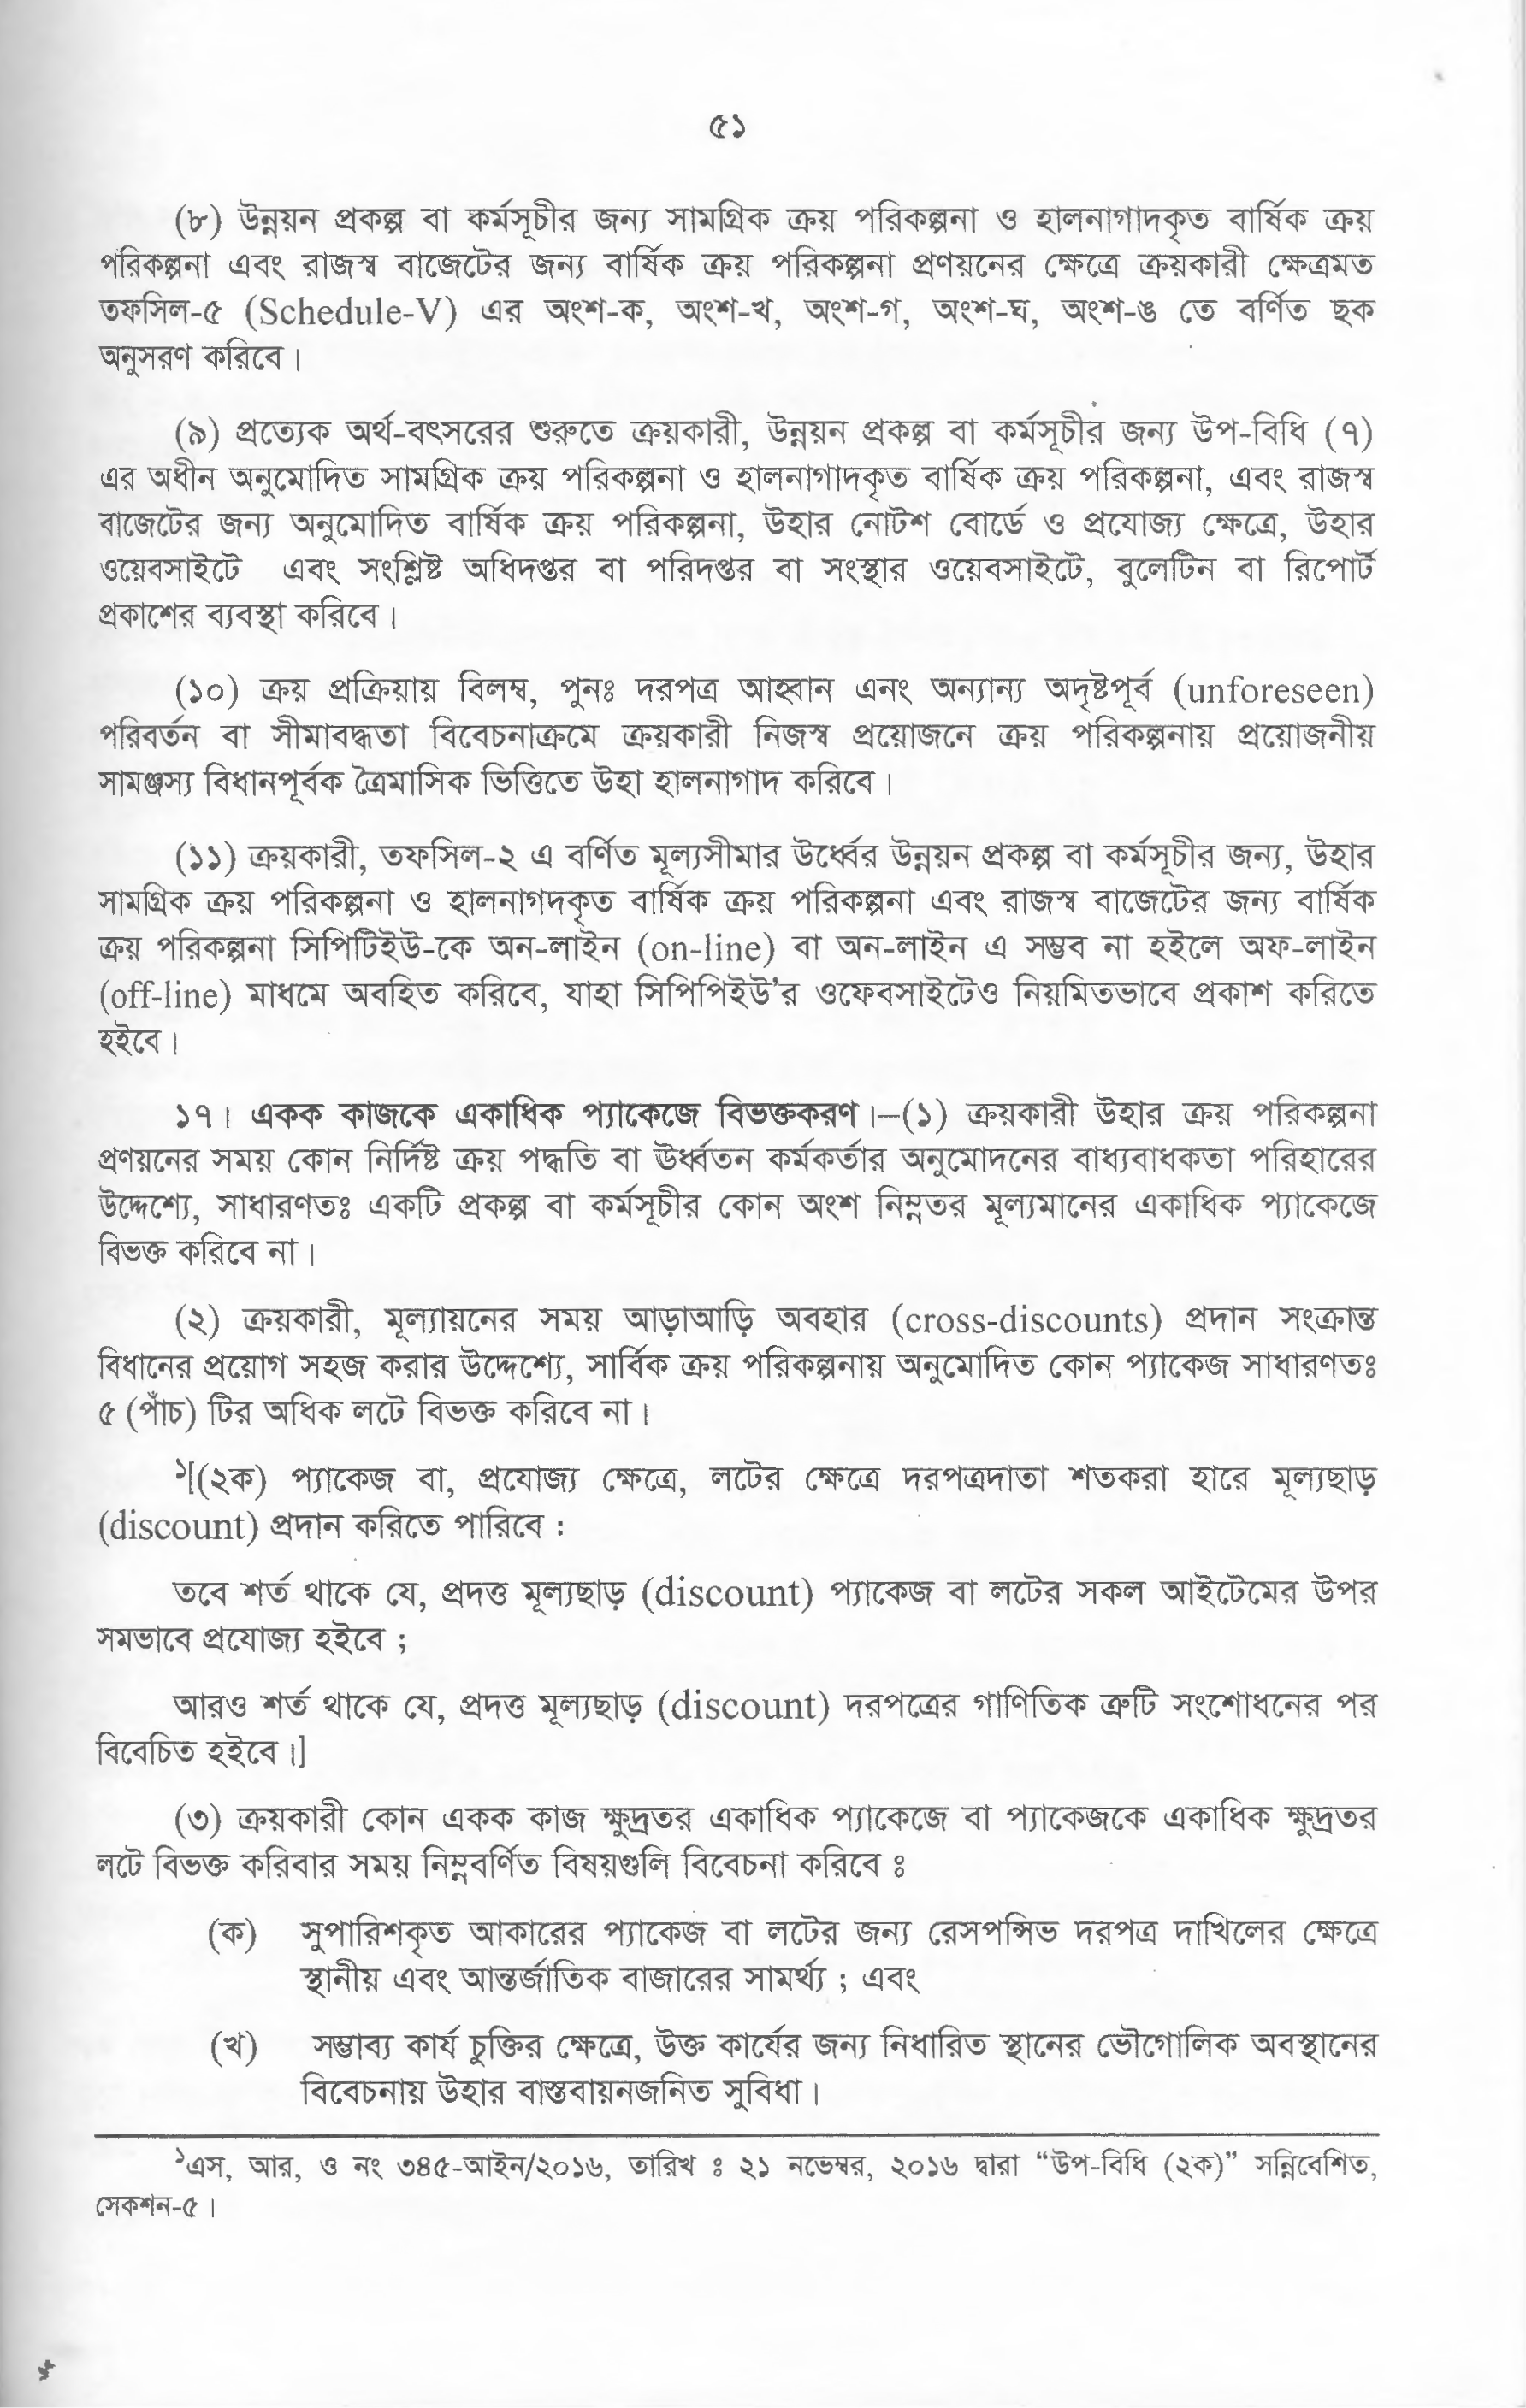 ৫১
(৮) উন্নয়ন প্রকল্প বা কর্মসূচীর জন্য সামগ্রিক ক্রয় পরিকল্পনা ও হালনাগাদকৃত বার্ষিক ক্রয়
পরিকল্পনা এবং রাজস্ব বাজেটের জন্য বার্ষিক ক্রয় পরিকল্পনা প্রণয়নের ক্ষেত্রে ক্রয়কারী ক্ষেত্রমত
তফসিল-৫ (Schedule-V) এর অংশ-ক, অংশ-খ, অংশ-গ, অংশ-ঘ, অংশ-ঙ তে বর্ণিত ছক
অনুসরণ করিবে।
(৯) প্রত্যেক অর্থ-বৎসরের শুরুতে ক্রয়কারী, উন্নয়ন প্রকল্প বা কর্মসূচীর জন্য উপ-বিধি (৭)
এর অধীন অনুমোদিত সামগ্রিক ক্রয় পরিকল্পনা ও হালনাগাদকৃত বার্ষিক ক্রয় পরিকল্পনা, এবং রাজস্ব
বাজেটের জন্য অনুমোদিত বার্ষিক ক্রয় পরিকল্পনা, উহার নোটিশ বোর্ডে ও প্রযোজ্য ক্ষেত্রে, উহার
ওয়েবসাইটে এবং সংশ্লিষ্ট অধিদপ্তর বা পরিদপ্তর বা সংস্থার ওয়েবসাইটে, বুলেটিন বা রিপোর্ট
প্রকাশের ব্যবস্থা করিবে।
(১০) ক্রয় প্রক্রিয়ায় বিলম্ব, পুনঃ দরপত্র আহ্বান এনং অন্যান্য অদৃষ্টপূর্ব (unforeseen)
পরিবর্তন বা সীমাবদ্ধতা বিবেচনাক্রমে ক্রয়কারী নিজস্ব প্রয়োজনে ক্রয় পরিকল্পনায় প্রয়োজনীয়
সামঞ্জস্য বিধানপূর্বক ত্রৈমাসিক ভিত্তিতে উহা হালনাগাদ করিবে।
(১১) ক্রয়কারী, তফসিল-২ এ বর্ণিত মূল্যসীমার উর্ধ্বের উন্নয়ন প্রকল্প বা কর্মসূচীর জন্য, উহার
সামগ্রিক ক্রয় পরিকল্পনা ও হালনাগদকৃত বার্ষিক ক্রয় পরিকল্পনা এবং রাজস্ব বাজেটের জন্য বার্ষিক
ক্রয় পরিকল্পনা সিপিটিইউ-কে অন-লাইন (on-line) বা অন-লাইন এ সম্ভব না হইলে অফ-লাইন
(off-line) মাধমে অবহিত করিবে, যাহা সিপিপিইউ’র ওফেবসাইটেও নিয়মিতভাবে প্রকাশ করিতে
হইবে।
১৭। একক কাজকে একাধিক প্যাকেজে বিভক্তকরণ।–(১) ক্রয়কারী উহার ক্রয় পরিকল্পনা
প্রণয়নের সময় কোন নির্দিষ্ট ক্রয় পদ্ধতি বা ঊর্ধ্বতন কর্মকর্তার অনুমোদনের বাধ্যবাধকতা পরিহারের
উদ্দেশ্যে, সাধারণতঃ একটি প্রকল্প বা কর্মসূচীর কোন অংশ নিম্নতর মূল্যমানের একাধিক প্যাকেজে
বিভক্ত করিবে না।
(২) ক্রয়কারী, মূল্যায়নের সময় আড়াআড়ি অবহার (cross-discounts) প্রদান সংক্রান্ত
বিধানের প্রয়োগ সহজ করার উদ্দেশ্যে, সার্বিক ক্রয় পরিকল্পনায় অনুমোদিত কোন প্যাকেজ সাধারণতঃ
৫ (পাঁচ) টির অধিক লটে বিভক্ত করিবে না।
১[(২ক) প্যাকেজ বা, প্রযোজ্য ক্ষেত্রে, লটের ক্ষেত্রে দরপত্রদাতা শতকরা হারে মূল্যছাড়
(discount) প্রদান করিতে পারিবে :
তবে শর্ত থাকে যে, প্রদত্ত মূল্যছাড় (discount) প্যাকেজ বা লটের সকল আইটেমের উপর
সমভাবে প্রযোজ্য হইবে ;
আরও শর্ত থাকে যে, প্রদত্ত মূল্যছাড় (discount) দরপত্রের গাণিতিক ত্রুটি সংশোধনের পর
বিবেচিত হইবে।]
(৩) ক্রয়কারী কোন একক কাজ ক্ষুদ্রতর একাধিক প্যাকেজে বা প্যাকেজকে একাধিক ক্ষুদ্রতর
লটে বিভক্ত করিবার সময় নিম্নবর্ণিত বিষয়গুলি বিবেচনা করিবে ঃ
(ক) সুপারিশকৃত আকারের প্যাকেজ বা লটের জন্য রেসপন্সিভ দরপত্র দাখিলের ক্ষেত্রে
স্থানীয় এবং আন্তর্জাতিক বাজারের সামর্থ্য ; এবং
(খ) সম্ভাব্য কার্য চুক্তির ক্ষেত্রে, উক্ত কার্যের জন্য নিধারিত স্থানের ভৌগোলিক অবস্থানের
বিবেচনায় উহার বাস্তবায়নজনিত সুবিধা।
১এস, আর, ও নং ৩৪৫-আইন/২০১৬, তারিখ ঃ ২১ নভেম্বর, ২০১৬ দ্বারা “উপ-বিধি (২ক)” সন্নিবেশিত,
সেকশন-৫।